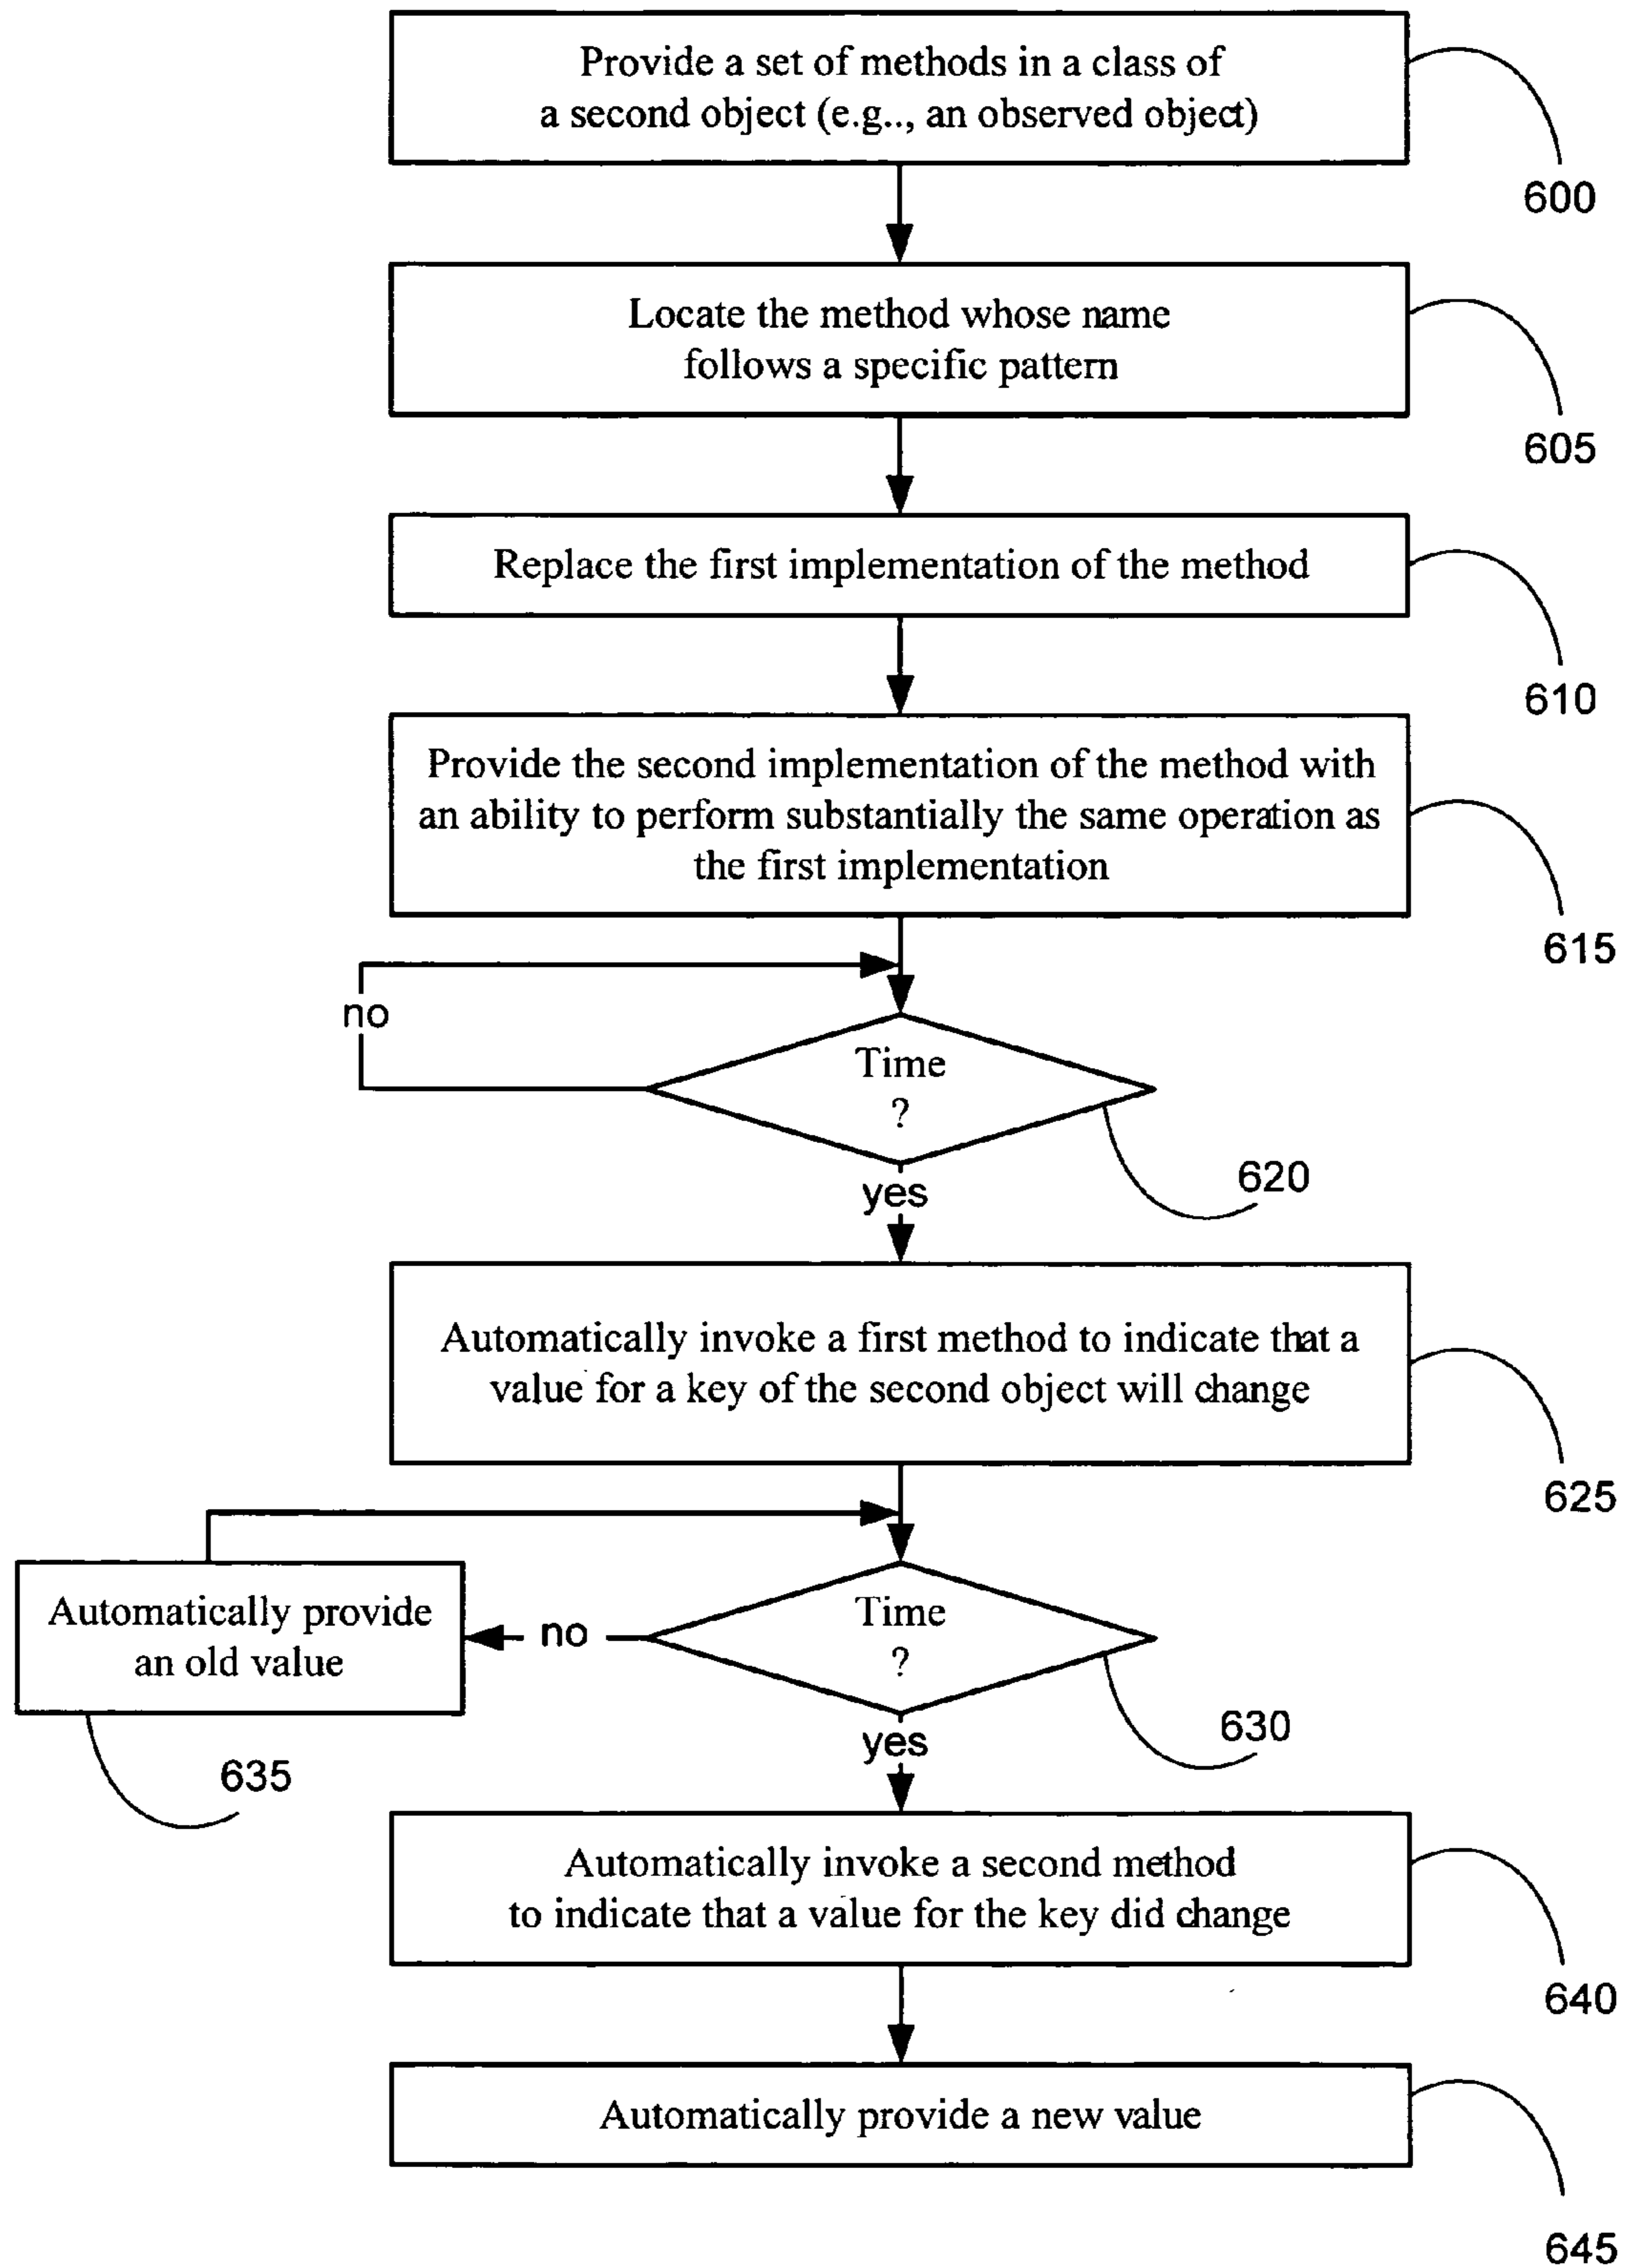 Provide a set of methods in a class of
a second object (e.g.., an observed object)
600
Locate the method whose name
follows a specific pattern
605
Replace the first implementation of the method
610
Provide the second implementation of the method with
an ability to perform substantially the same operation as
the first implementation
615
no
Time
?
620
yes
Automatically invoke a first method to indicate that a
value for a key of the second object will change
625
Time
?
no
Automatically provide
an old value
630
yes
635
Automatically invoke a second method
to indicate that a value for the key did change
640
Automatically provide a new value
645